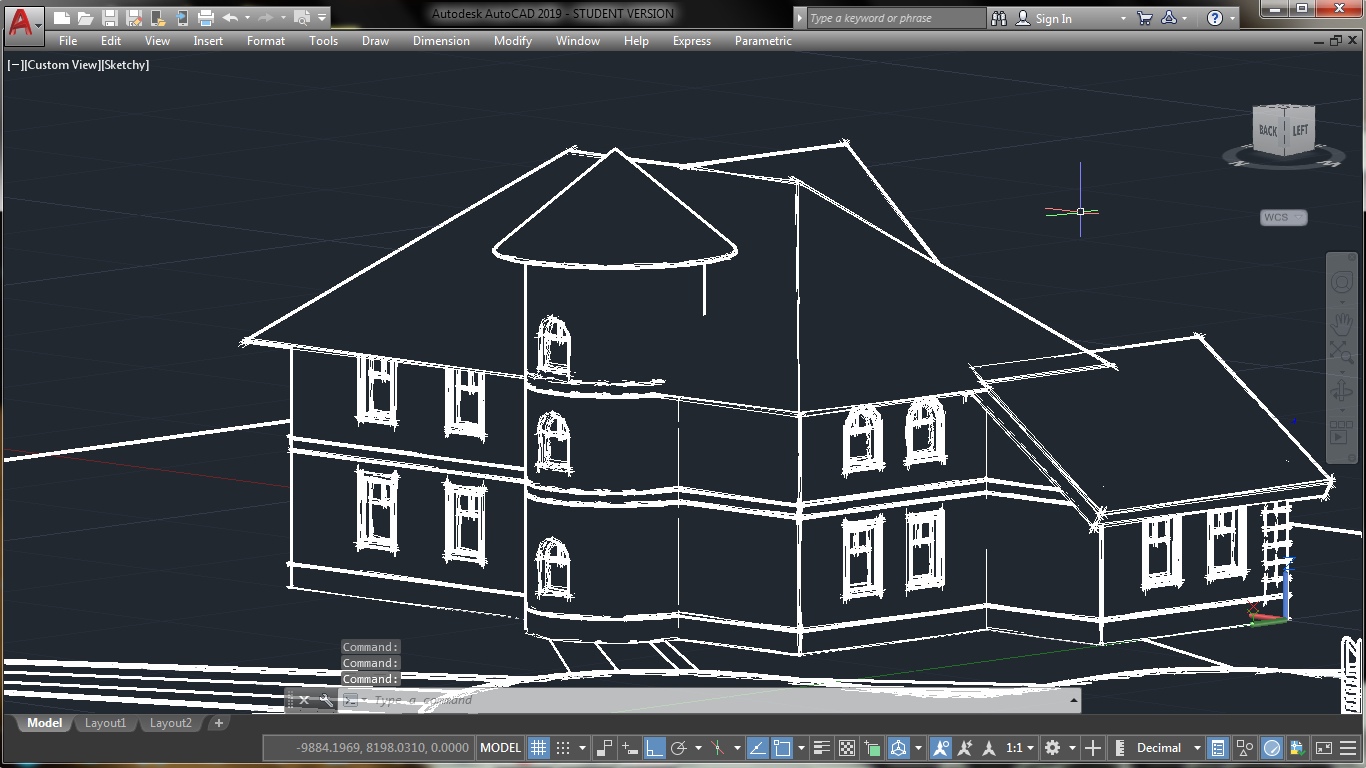 A
Autodesk AutoCAD 2019 - STUDENT VERSION
Type a keyword or phrase
Sign In
File Edit View Insert Format Tools Draw Dimension Modify Window Help Express Parametric
[−][Custom View][Sketchy]
BACK LEFT
WCS
Command:
Command:
Command:
Type a command
Model Layout1 Layout2 +
-9884.1969, 8198.0310, 0.0000 MODEL 1:1 Decimal